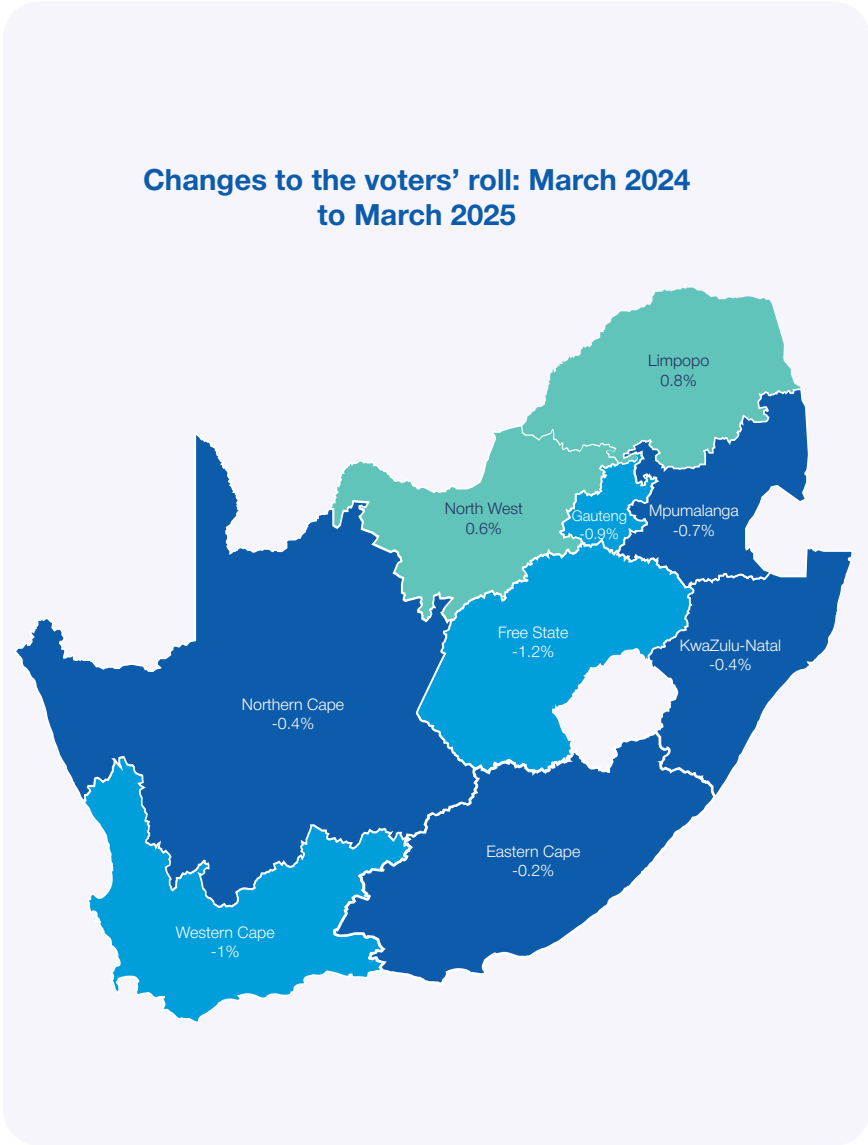 Changes to the voters’ roll: March 2024
to March 2025
Limpopo
0.8%
North West
0.6%
Gauteng
-0.9%
Mpumalanga
-0.7%
Free State
-1.2%
KwaZulu-Natal
-0.4%
Northern Cape
-0.4%
Eastern Cape
-0.2%
Western Cape
-1%